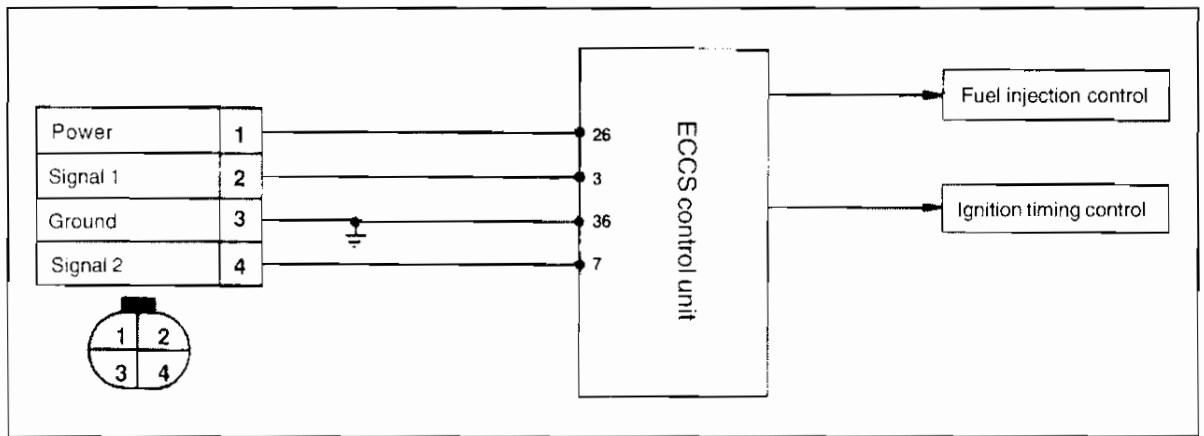 Power 1
Signal 1 2
Ground 3
Signal 2 4
1 2
3 4
26
3
36
7
ECCS control unit
Fuel injection control
Ignition timing control